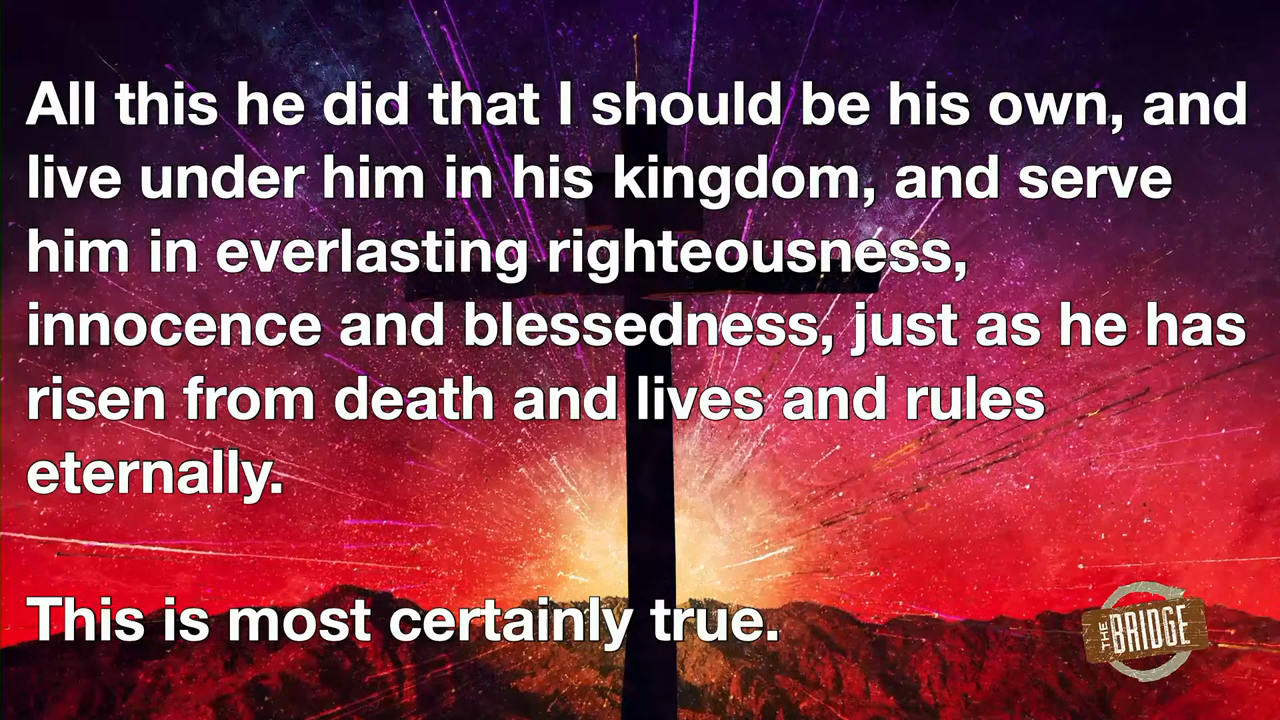 All this he did that I should be his own, and
live under him in his kingdom, and serve
him in everlasting righteousness,
innocence and blessedness, just as he has
risen from death and lives and rules
eternally.
This is most certainly true.
THE BRIDGE